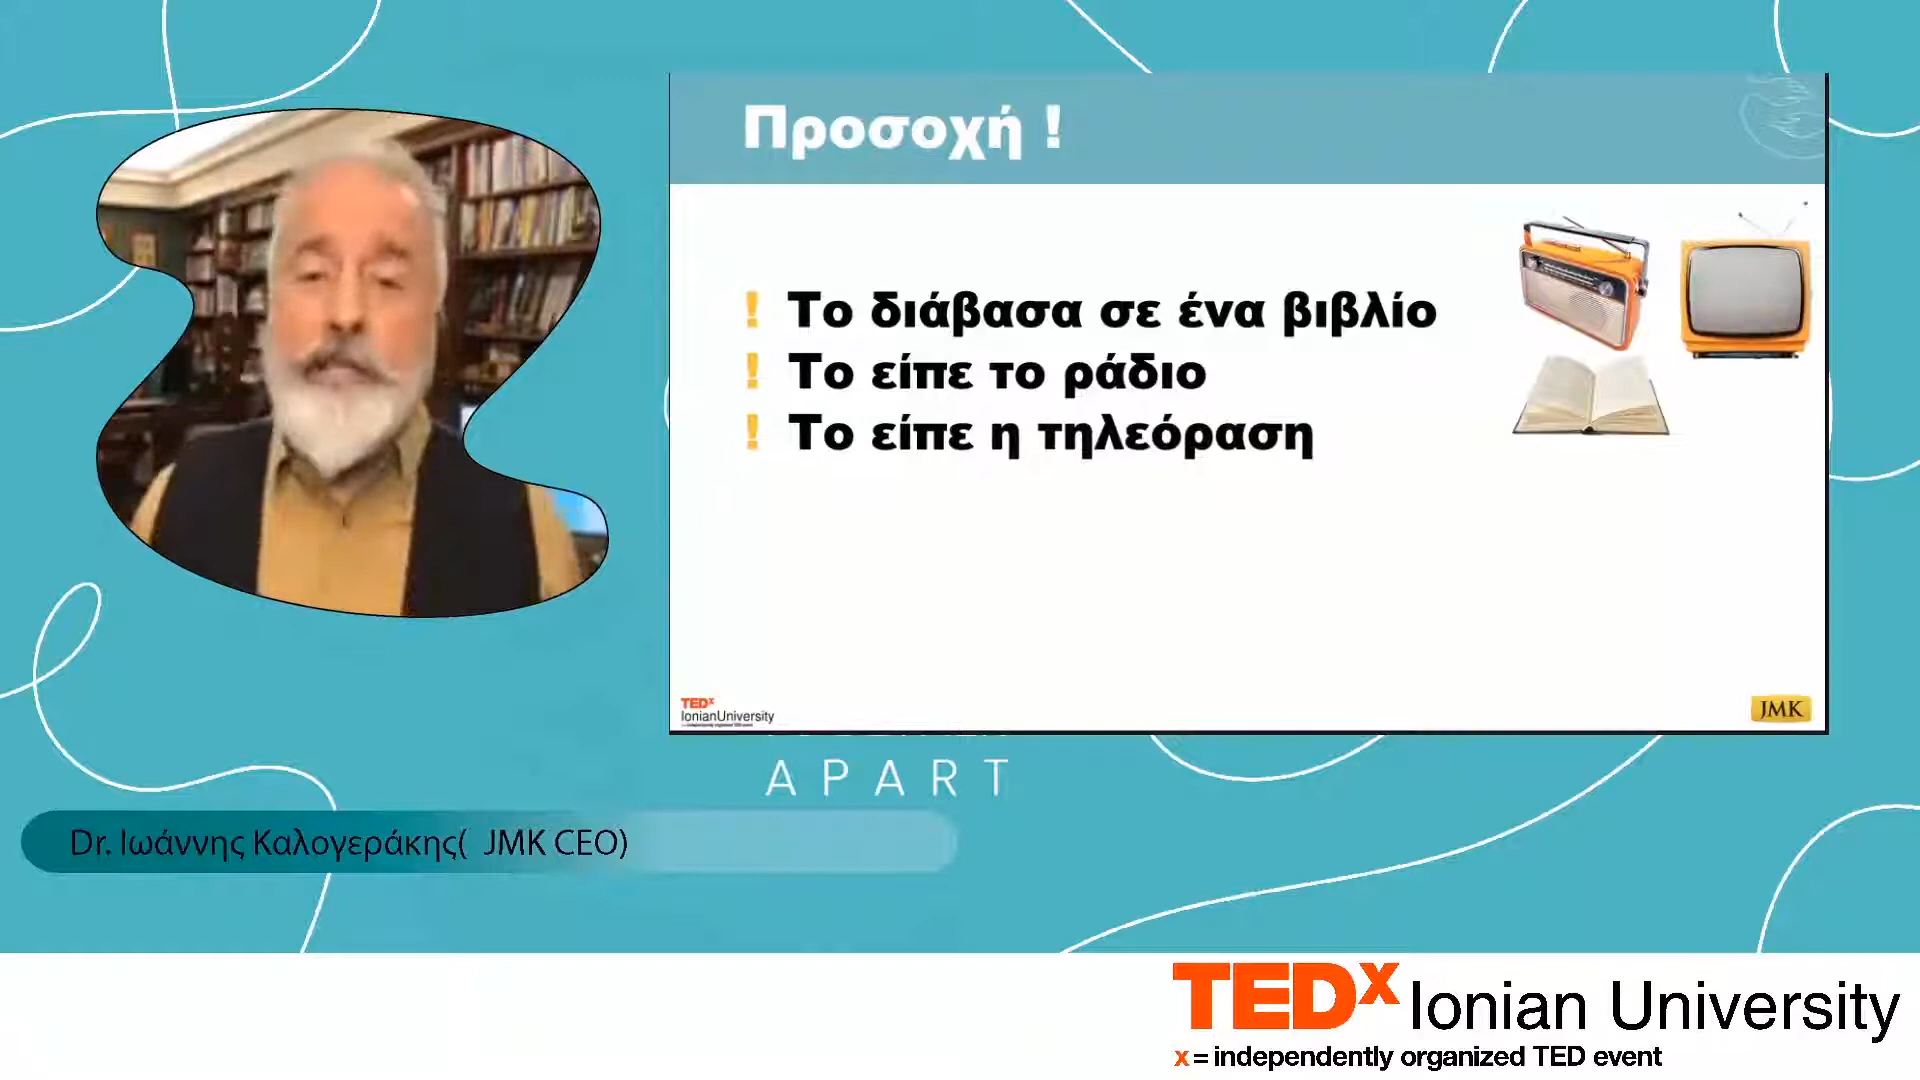 Προσοχή !
! Το διάβασα σε ένα βιβλίο
! Το είπε το ράδιο
! Το είπε η τηλεόραση
TEDx
IonianUniversity
JMK
APART
Dr. Ιωάννης Καλογεράκης( JMK CEO)
TEDx Ionian University
x = independently organized TED event